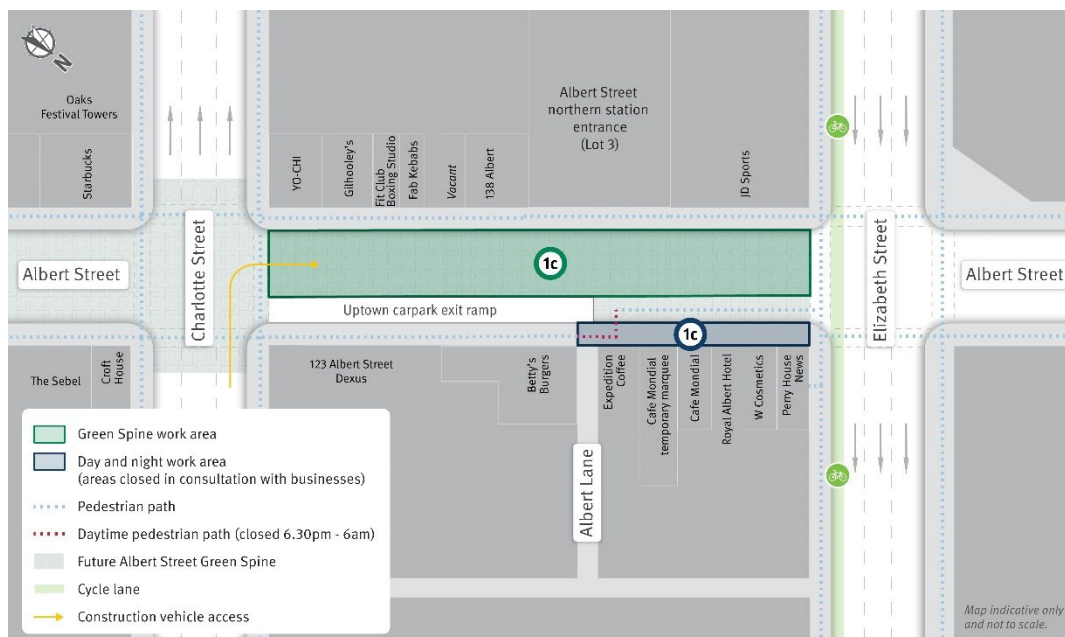 N
Oaks
Festival Towers
Starbucks
YO-CHI
Gilhooley's
Fit Club
Boxing Studio
Fab Kebabs
Vacant
138 Albert
Albert Street
northern station
entrance
(Lot 3)
JD Sports
Albert Street
Charlotte Street
1c
Elizabeth Street
Albert Street
Uptown carpark exit ramp
1c
The Sebel
Croft
House
123 Albert Street
Dexus
Betty's
Burgers
Expedition
Coffee
Cafe Mondial
temporary marquee
Cafe Mondial
Royal Albert Hotel
W Cosmetics
Perry House
News
Albert Lane
Green Spine work area
Day and night work area
(areas closed in consultation with businesses)
Pedestrian path
Daytime pedestrian path (closed 6.30pm - 6am)
Future Albert Street Green Spine
Cycle lane
Construction vehicle access
Map indicative only
and not to scale.